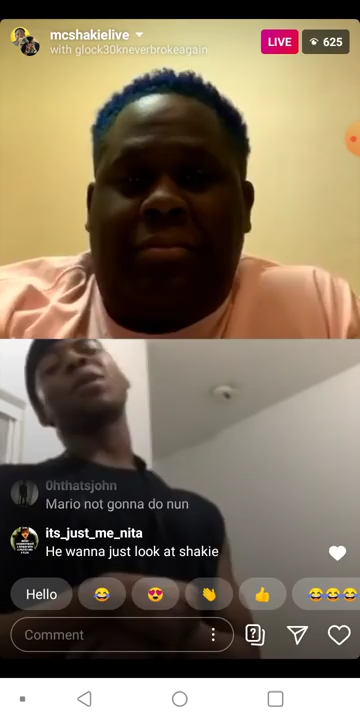 mcshakielive
with glock30kneverbrokeagain
LIVE
625
0hthatsjohn
Mario not gonna do nun
its_just_me_nita
He wanna just look at shakie
Hello
Comment